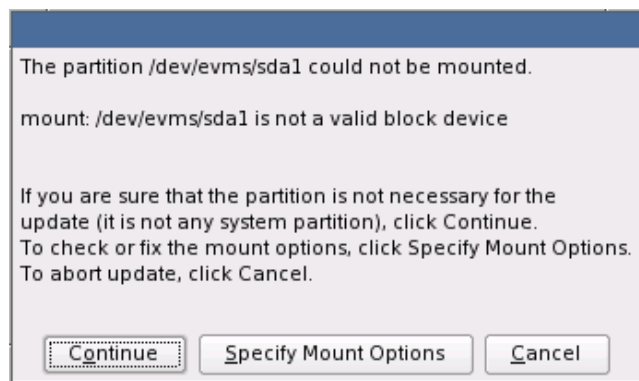 The partition /dev/evms/sda1 could not be mounted.
mount: /dev/evms/sda1 is not a valid block device
If you are sure that the partition is not necessary for the
update (it is not any system partition), click Continue.
To check or fix the mount options, click Specify Mount Options.
To abort update, click Cancel.
Continue
Specify Mount Options
Cancel